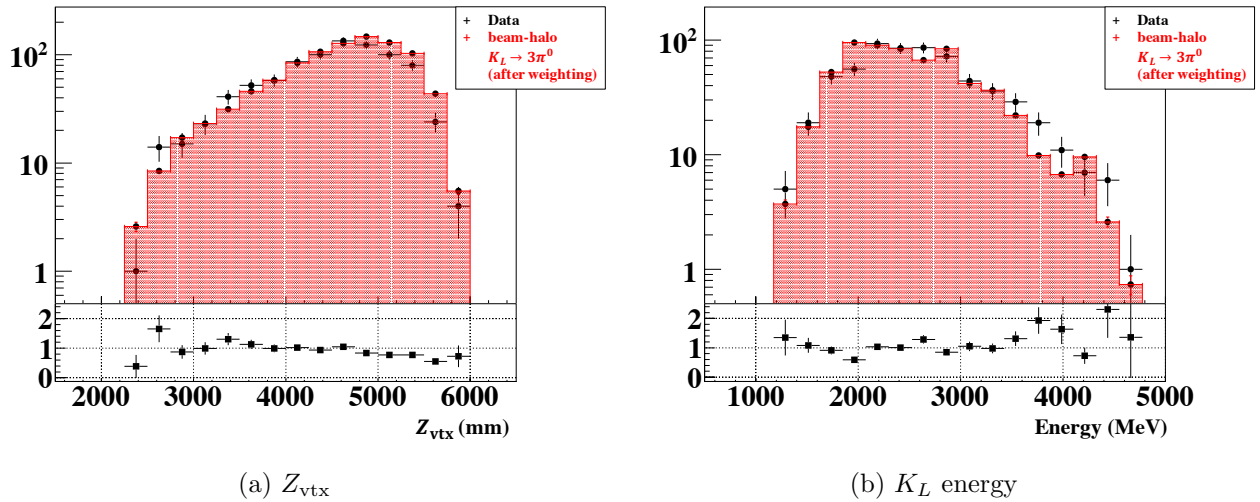 Data
beam-halo
K_L → 3π⁰
(after weighting)
10²
10
1
2
1
0
2000 3000 4000 5000 6000
Z_vtx (mm)
(a) Z_vtx
Data
beam-halo
K_L → 3π⁰
(after weighting)
10²
10
1
2
1
0
1000 2000 3000 4000 5000
Energy (MeV)
(b) K_L energy